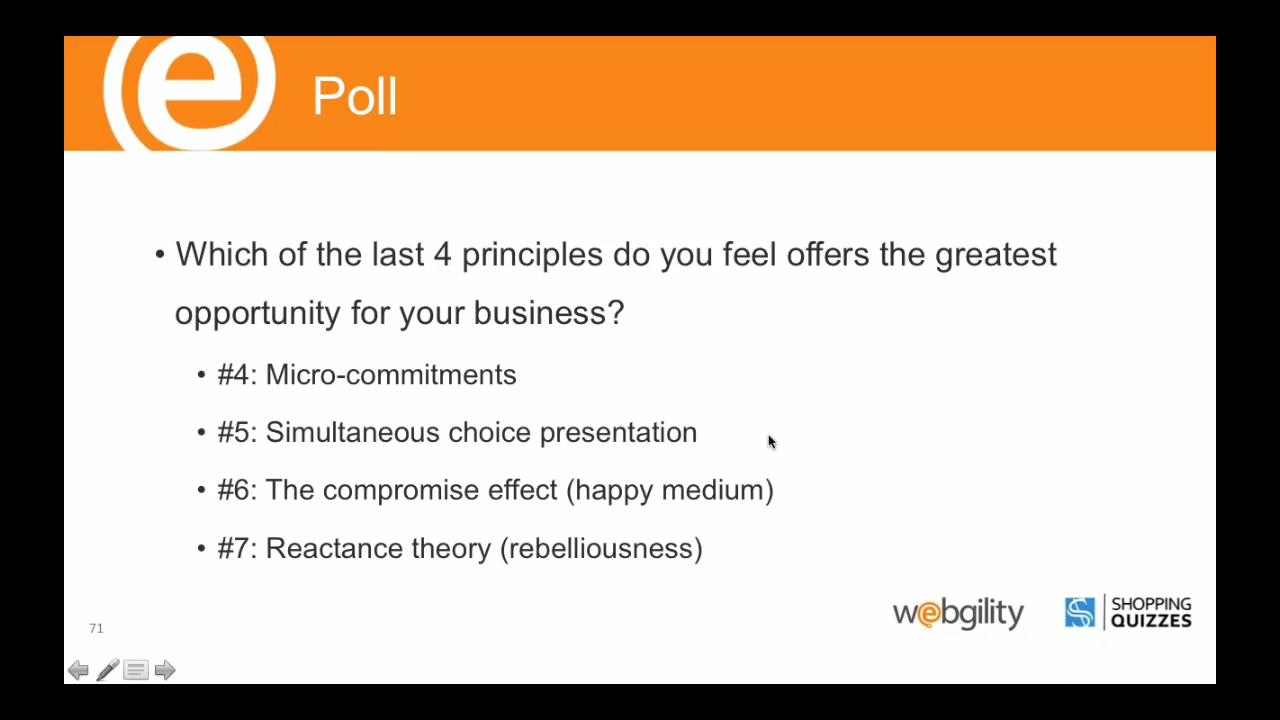 e
Poll
• Which of the last 4 principles do you feel offers the greatest
opportunity for your business?
• #4: Micro-commitments
• #5: Simultaneous choice presentation
• #6: The compromise effect (happy medium)
• #7: Reactance theory (rebelliousness)
webgility
S SHOPPING
QUIZZES
71